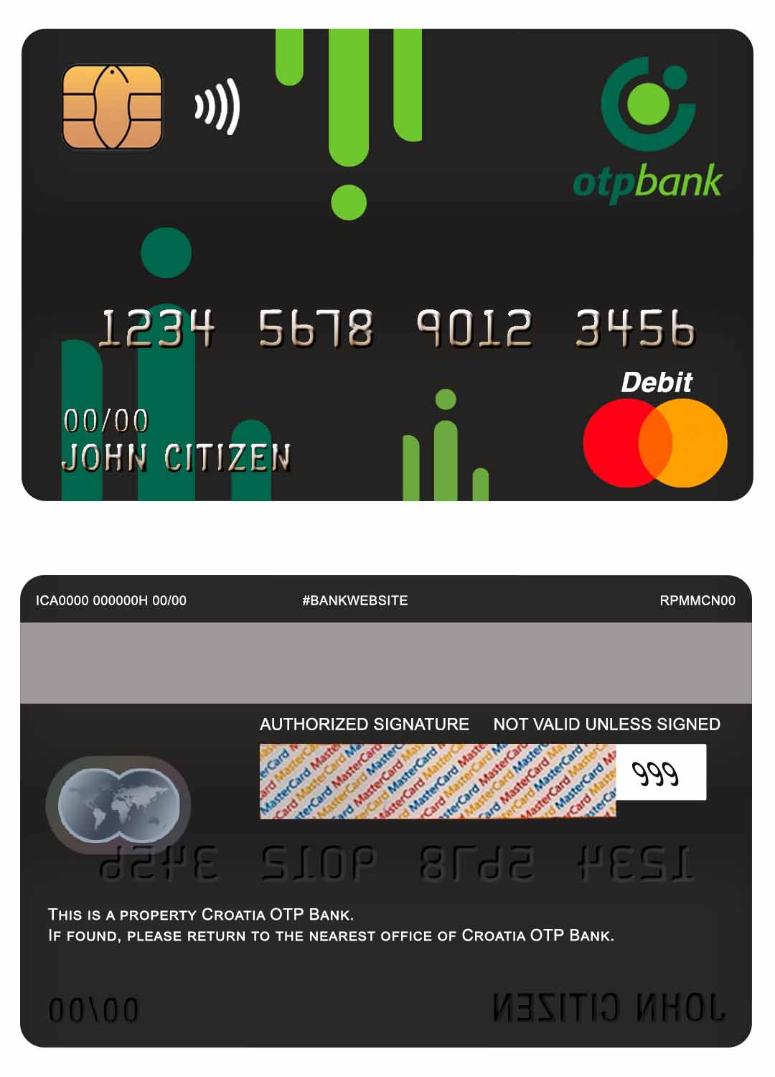 otpbank
1234 5678 9012 3456
Debit
00/00
JOHN CITIZEN
ICA0000 000000H 00/00 #BANKWEBSITE RPMMCN00
AUTHORIZED SIGNATURE NOT VALID UNLESS SIGNED
MasterCard MasterCard MasterCard MasterCard
999
3456 9012 5678 1234
THIS IS A PROPERTY CROATIA OTP BANK.
IF FOUND, PLEASE RETURN TO THE NEAREST OFFICE OF CROATIA OTP BANK.
00/00 JOHN CITIZEN